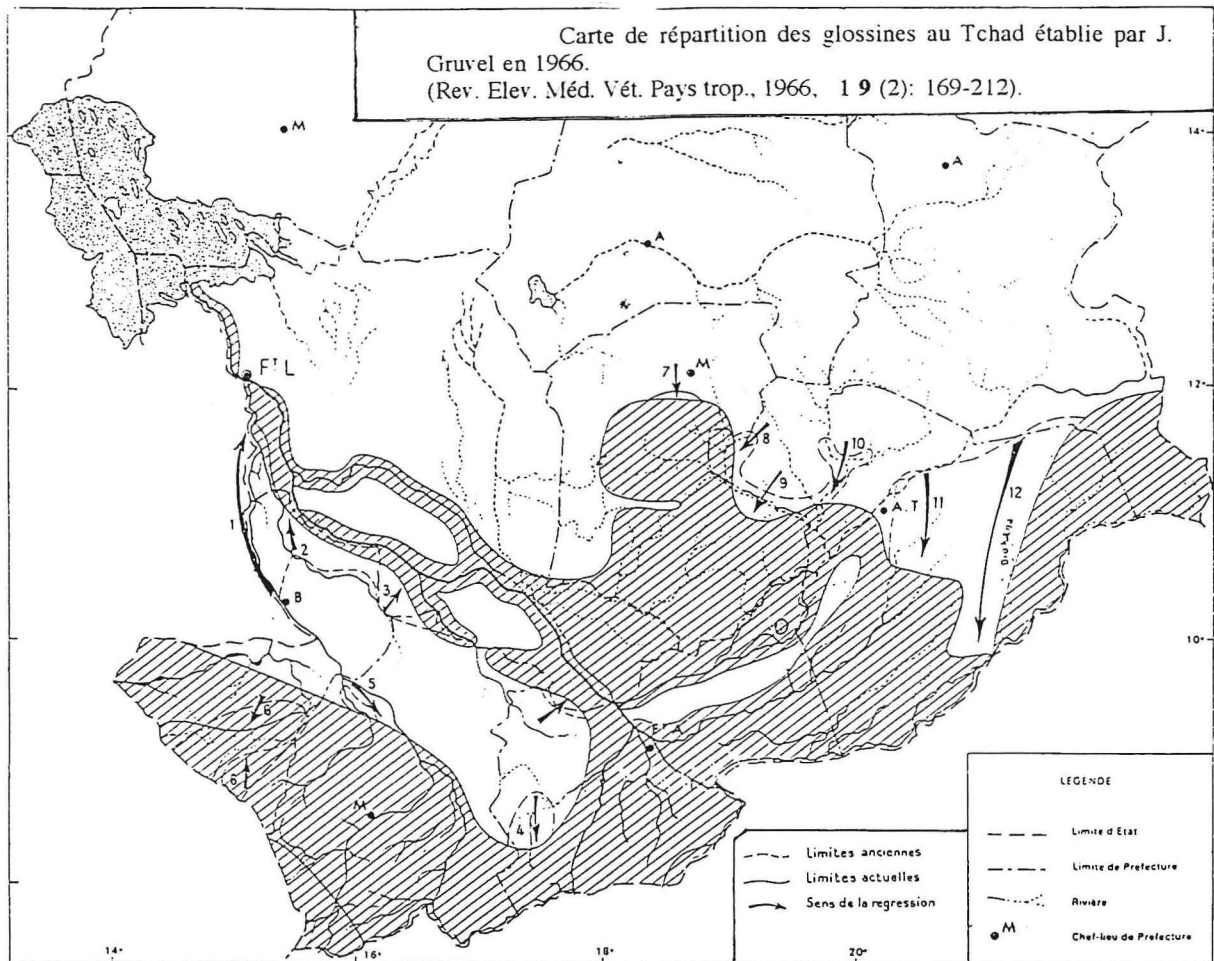 Carte de répartition des glossines au Tchad établie par J.
Gruvel en 1966.
(Rev. Elev. Méd. Vét. Pays trop., 1966, 1 9 (2): 169-212).
M
14°
A
A
FT L
7
M
12°
8
10
9
1
A.T
11
12
2
3
B
10°
5
6
6
F A
M
4
LEGENDE
Limite d'Etat
Limite de Prefecture
Rivière
M Chef-lieu de Prefecture
Limites anciennes
Limites actuelles
Sens de la regression
14°
16°
18°
20°